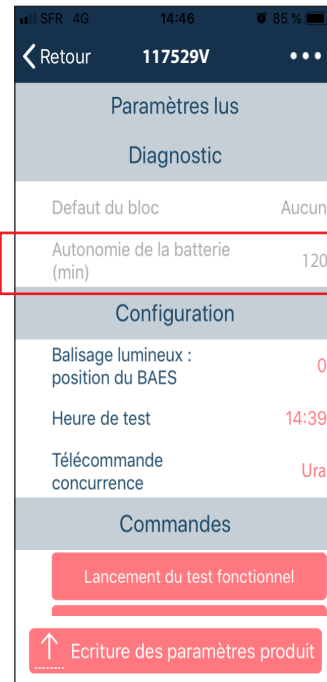 SFR 4G 14:46 85 %
Retour 117529V
Paramètres lus
Diagnostic
Defaut du bloc Aucun
Autonomie de la batterie
(min) 120
Configuration
Balisage lumineux :
position du BAES 0
Heure de test 14:39
Télécommande
concurrence Ura
Commandes
Lancement du test fonctionnel
Ecriture des paramètres produit